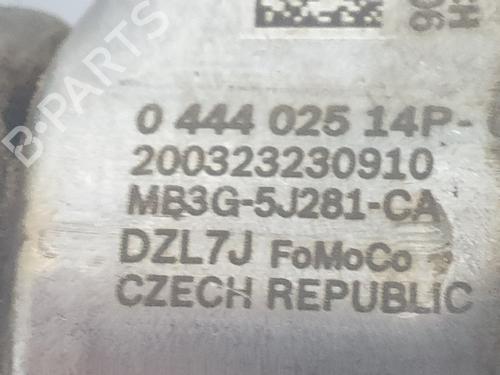 0 444 025 14P-
200323230910
MB3G-5J281-CA
DZL7J FoMoCo
CZECH REPUBLIC
B-PARTS